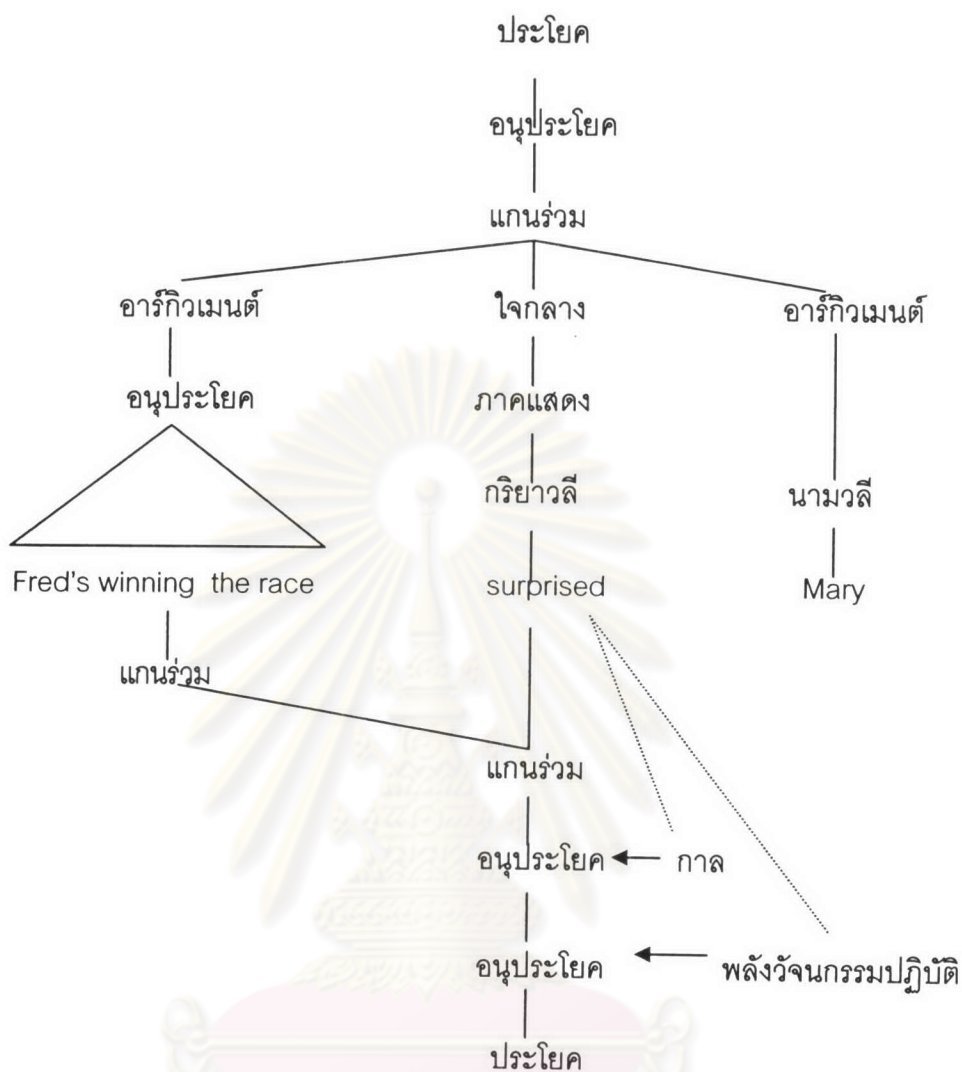 ประโยค
อนุประโยค
แกนร่วม
อาร์กิวเมนต์ ใจกลาง อาร์กิวเมนต์
อนุประโยค ภาคแสดง
กริยาวลี นามวลี
Fred's winning the race surprised Mary
แกนร่วม
แกนร่วม
อนุประโยค กาล
อนุประโยค พลังวัจนกรรมปฏิบัติ
ประโยค